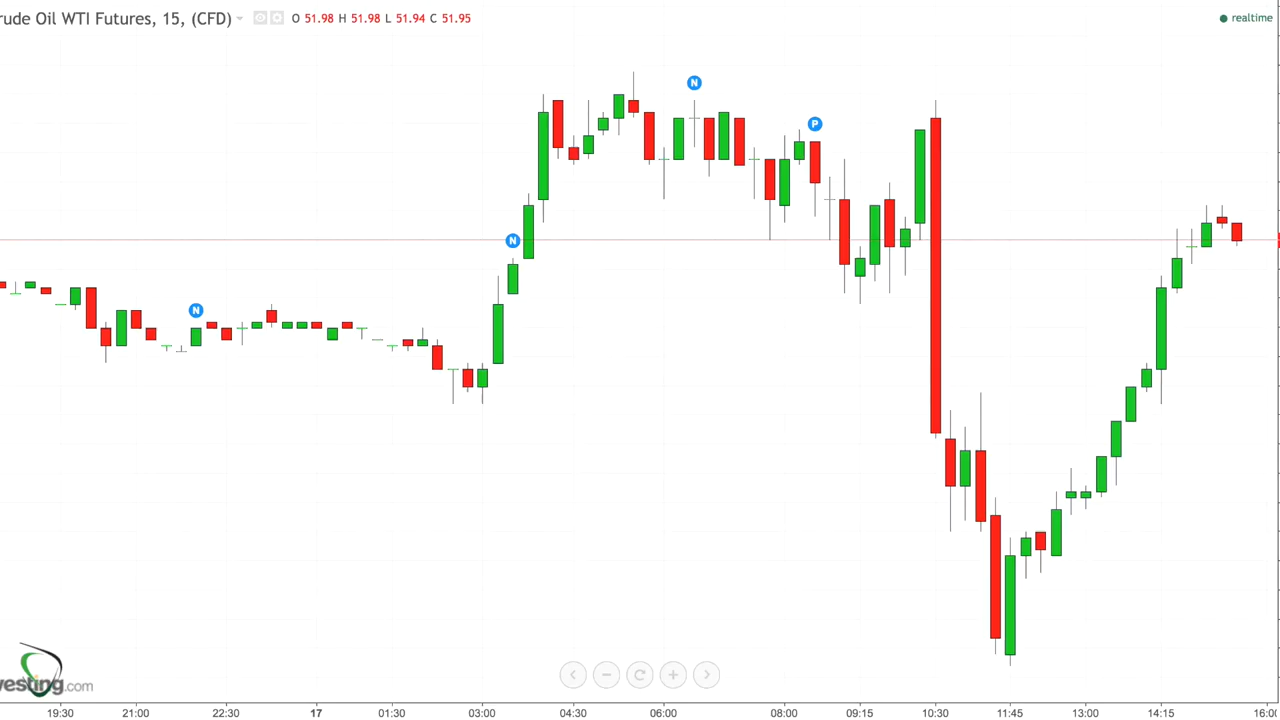 rude Oil WTI Futures, 15, (CFD) O 51.98 H 51.98 L 51.94 C 51.95
realtime
N
P
N
N
vesting.com
19:30 21:00 22:30 17 01:30 03:00 04:30 06:00 08:00 09:15 10:30 11:45 13:00 14:15 16:00